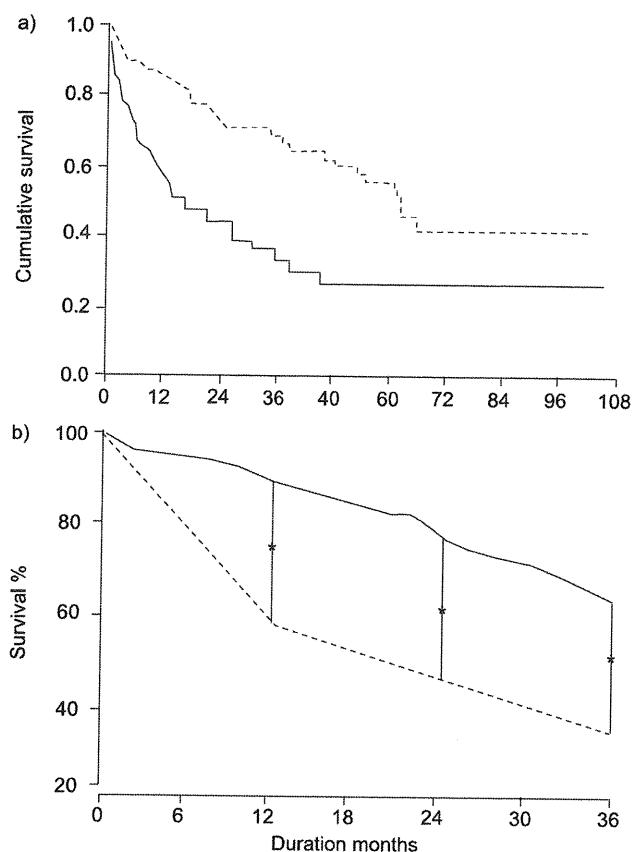 a)
1.0
0.8
0.6
0.4
0.2
0.0
Cumulative survival
0 12 24 36 40 60 72 84 96 108
b)
100
80
60
40
20
Survival %
* * *
0 6 12 18 24 30 36
Duration months